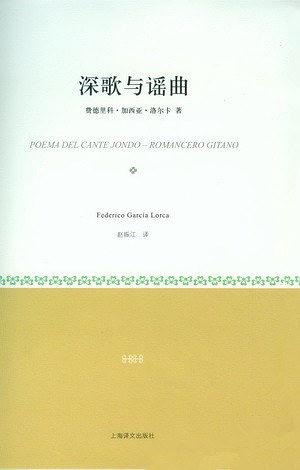 深歌与谣曲
费德里科·加西亚·洛尔卡 著
POEMA DEL CANTE JONDO – ROMANCERO GITANO
Federico García Lorca
赵振江 译
上海译文出版社